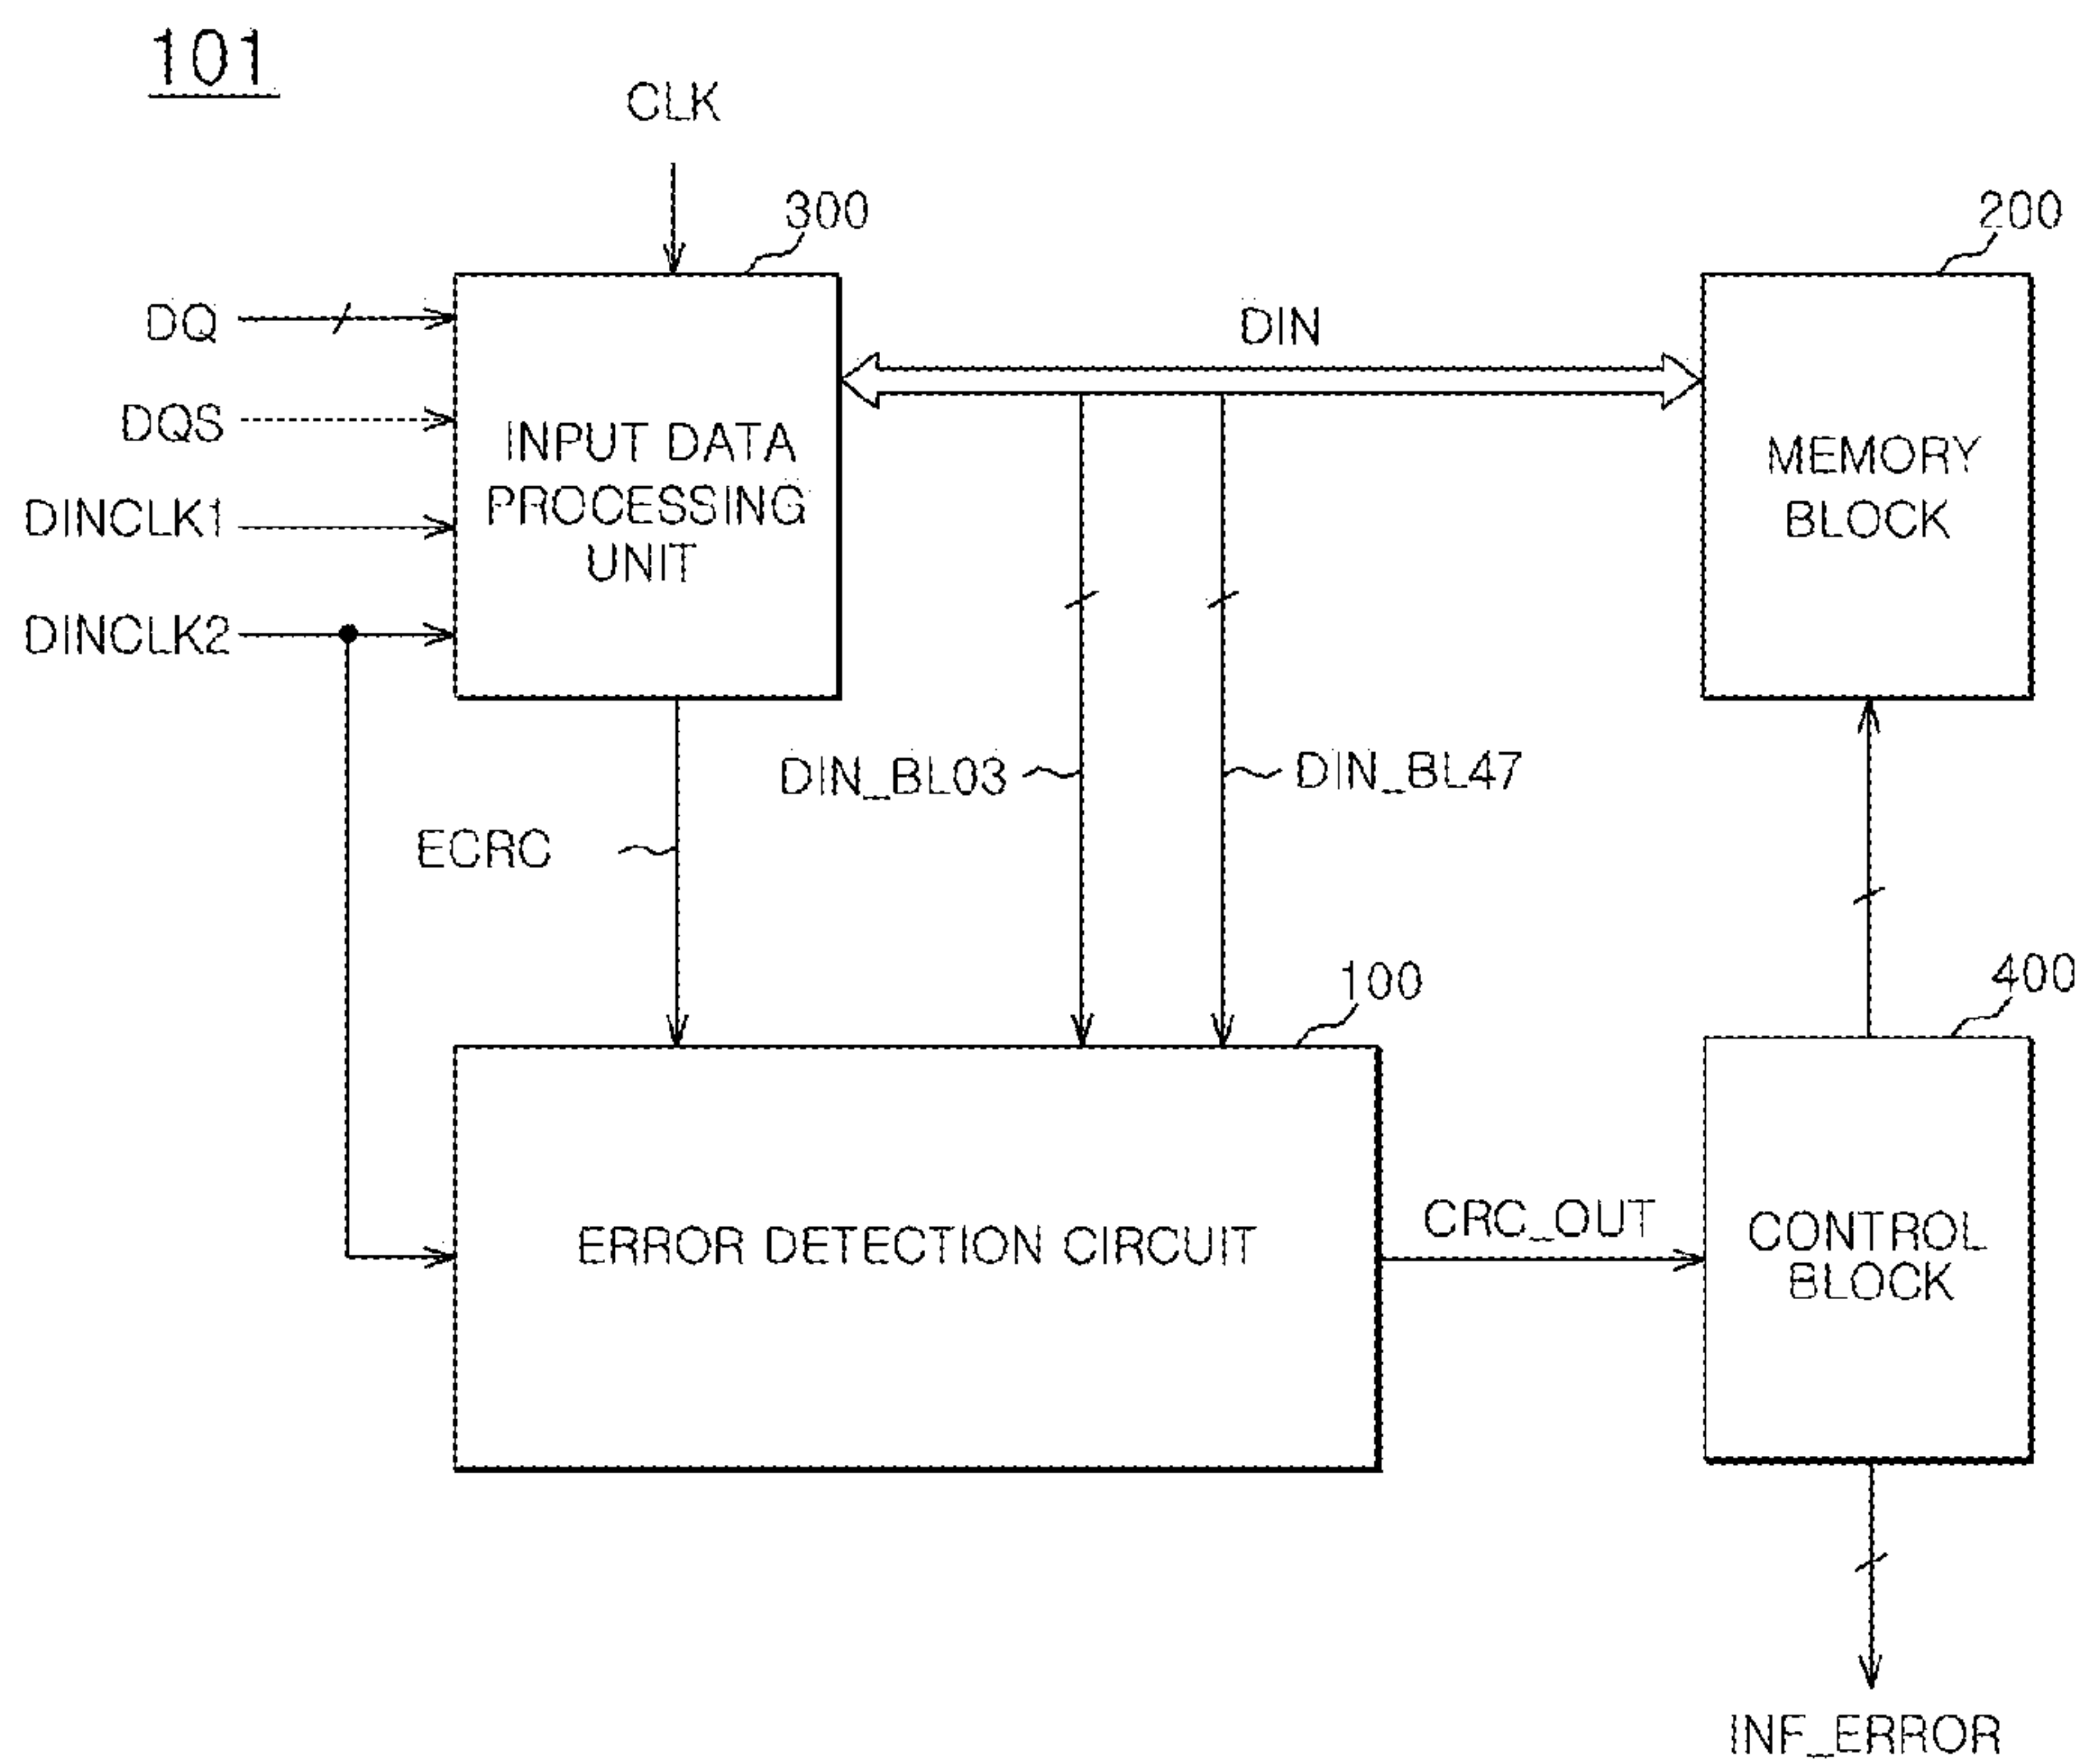 101
CLK
300
200
DQ
DIN
DQS
INPUT DATA
PROCESSING
UNIT
MEMORY
BLOCK
DINCLK1
DINCLK2
DIN_BL03
DIN_BL47
ECRC
100
400
ERROR DETECTION CIRCUIT
CRC_OUT
CONTROL
BLOCK
INF_ERROR